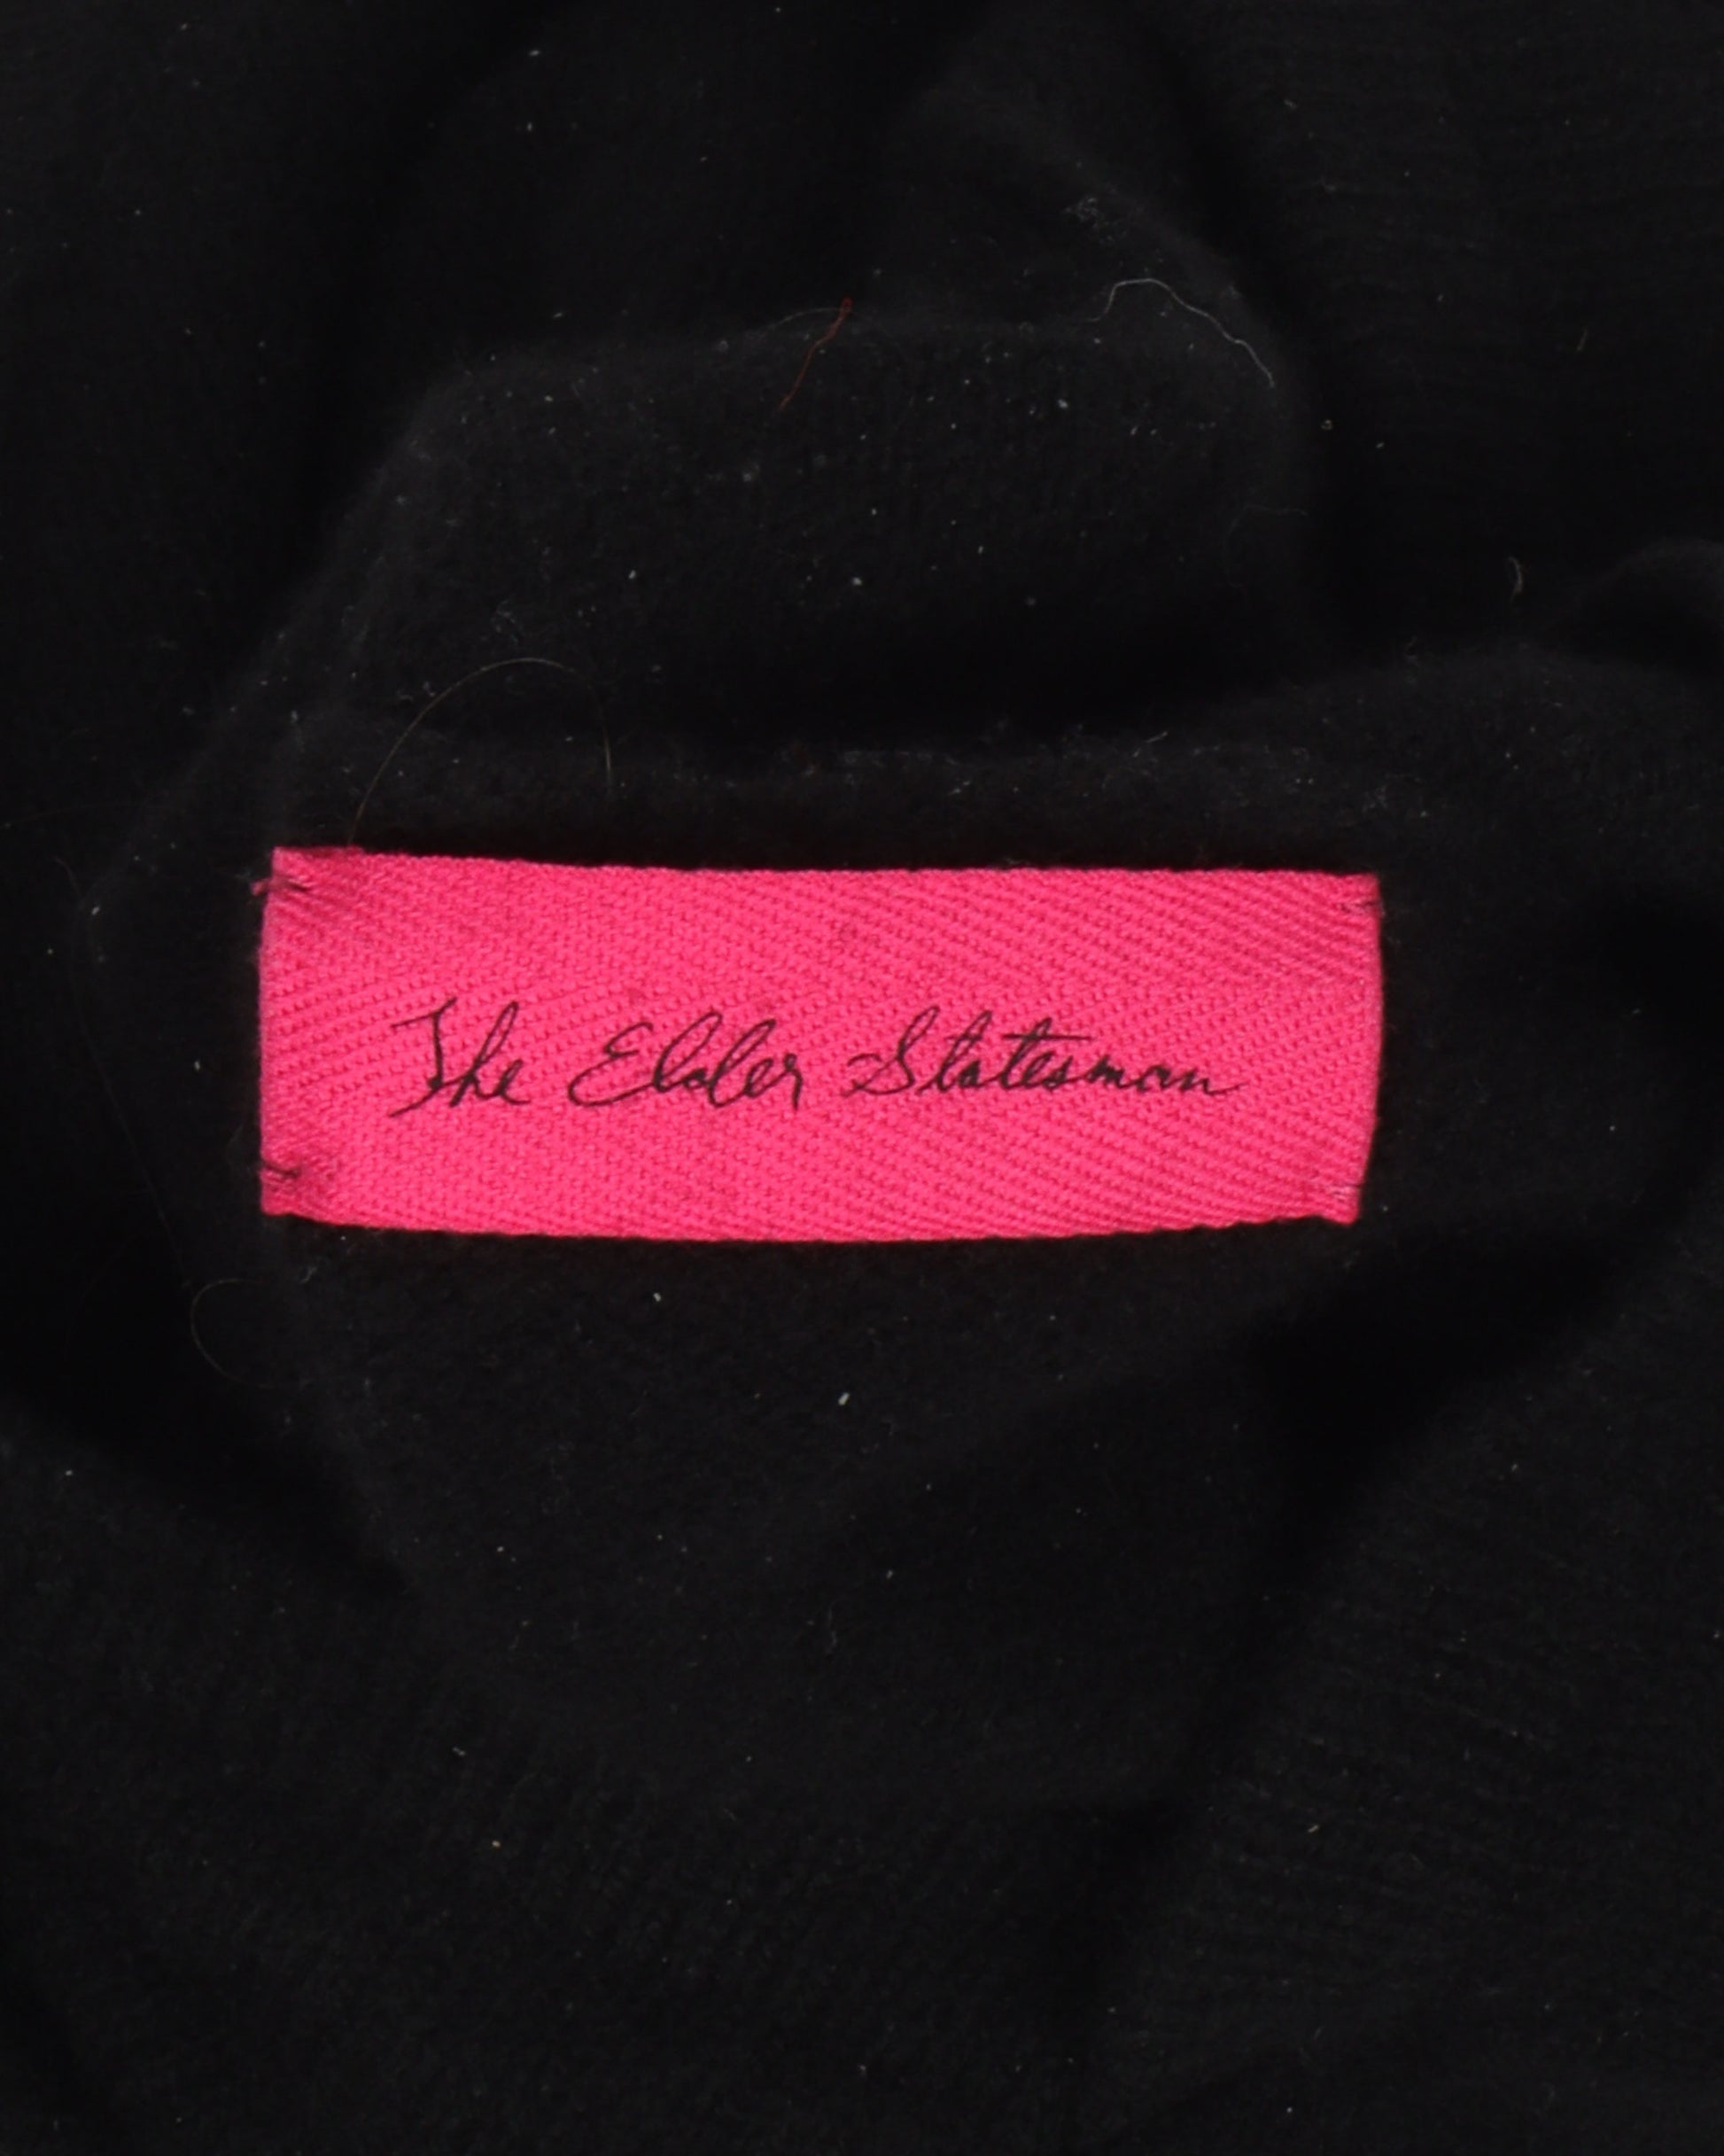 The Elder Statesman